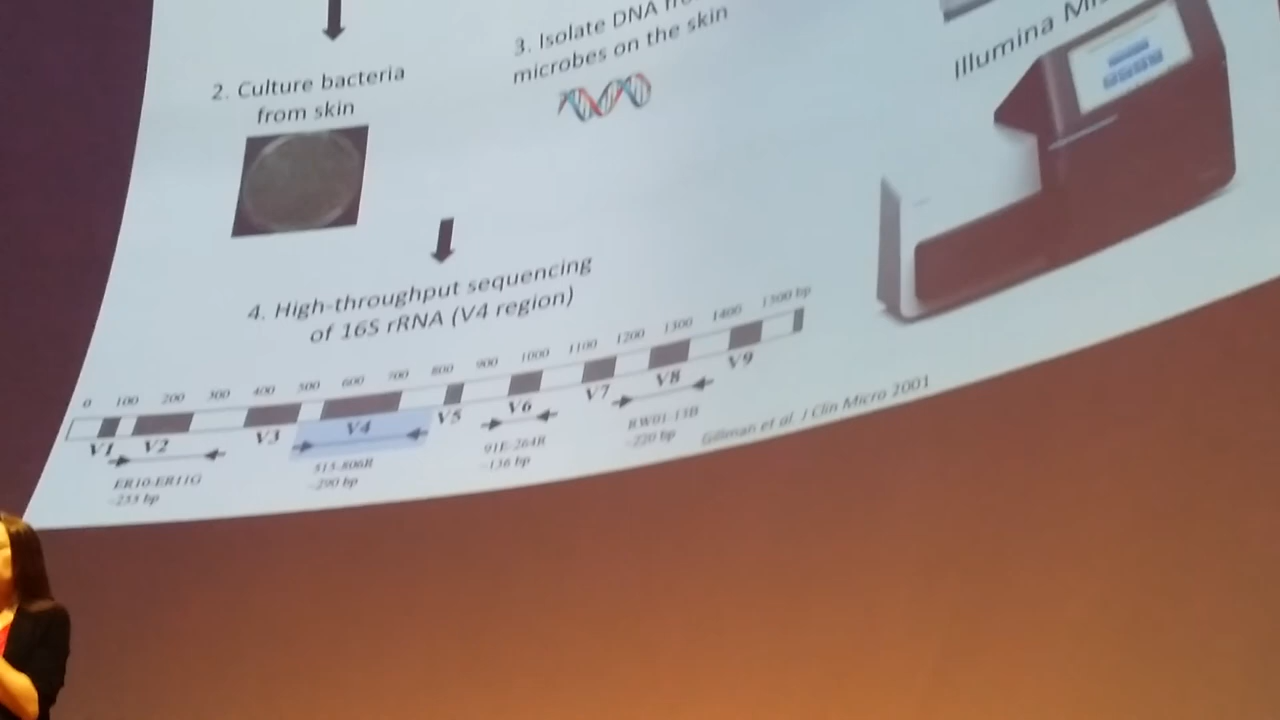 3. Isolate DNA
microbes on the skin
2. Culture bacteria
from skin
Illumina
4. High-throughput sequencing
of 16S rRNA (V4 region)
0 100 200 300 400 500 600 700 800 900 1000 1100 1200 1300 1400 1500 bp
V1 V2 V3 V4 V5 V6 V7 V8 V9
ER10-ER11G
~233 bp
515-806R
~290 bp
~136 bp
RW01-
~220 bp
Gillman et al. J Clin Micro 2001